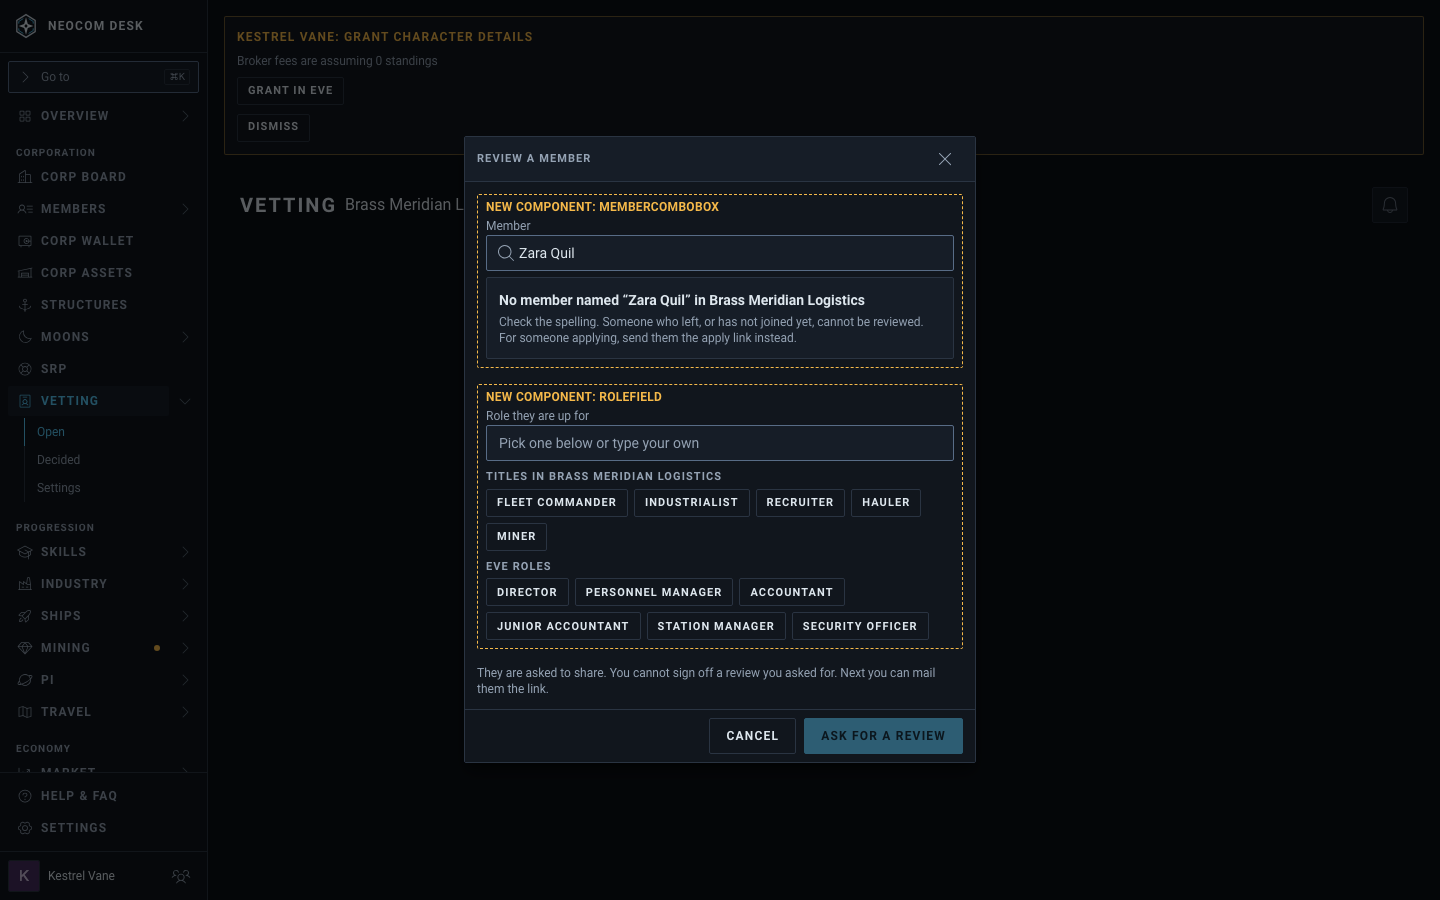 NEOCOM DESK
Go to
⌘K
OVERVIEW
CORPORATION
CORP BOARD
MEMBERS
CORP WALLET
CORP ASSETS
STRUCTURES
MOONS
SRP
VETTING
Open
Decided
Settings
PROGRESSION
SKILLS
INDUSTRY
SHIPS
MINING
PI
TRAVEL
ECONOMY
MARKET
HELP & FAQ
SETTINGS
K
Kestrel Vane
KESTREL VANE: GRANT CHARACTER DETAILS
Broker fees are assuming 0 standings
GRANT IN EVE
DISMISS
VETTING Brass Meridian L
REVIEW A MEMBER
NEW COMPONENT: MEMBERCOMBOBOX
Member
Zara Quil
No member named “Zara Quil” in Brass Meridian Logistics
Check the spelling. Someone who left, or has not joined yet, cannot be reviewed.
For someone applying, send them the apply link instead.
NEW COMPONENT: ROLEFIELD
Role they are up for
Pick one below or type your own
TITLES IN BRASS MERIDIAN LOGISTICS
FLEET COMMANDER INDUSTRIALIST RECRUITER HAULER
MINER
EVE ROLES
DIRECTOR PERSONNEL MANAGER ACCOUNTANT
JUNIOR ACCOUNTANT STATION MANAGER SECURITY OFFICER
They are asked to share. You cannot sign off a review you asked for. Next you can mail
them the link.
CANCEL ASK FOR A REVIEW